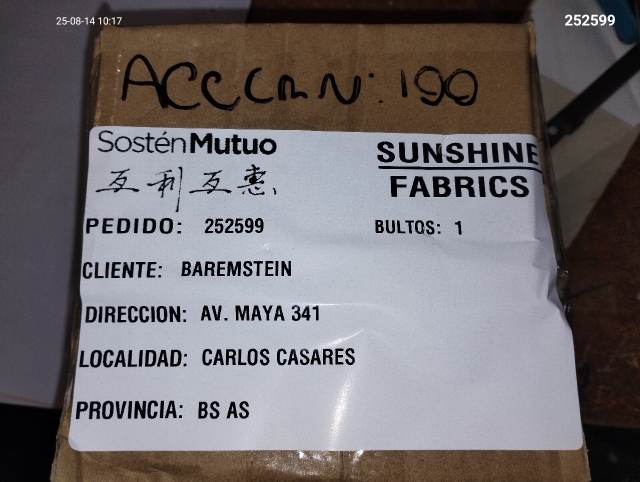 25-08-14 10:17
252599
ACCCRAN: 190
SosténMutuo
互利互惠
SUNSHINE
FABRICS
PEDIDO: 252599
BULTOS: 1
CLIENTE: BAREMSTEIN
DIRECCION: AV. MAYA 341
LOCALIDAD: CARLOS CASARES
PROVINCIA: BS AS